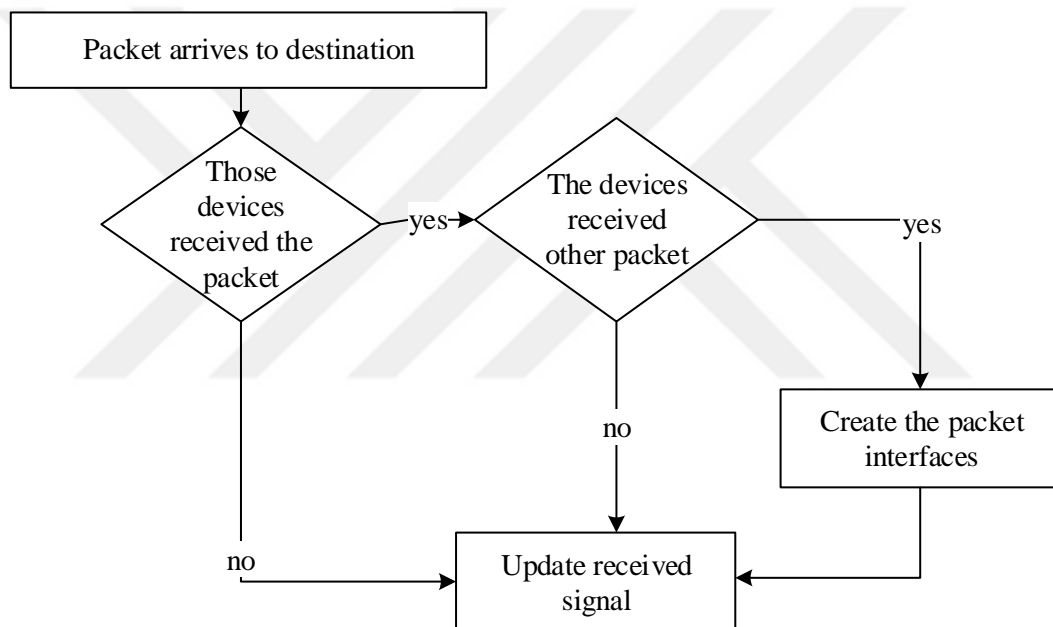 Packet arrives to destination
Those
devices
received the
packet
yes
The devices
received
other packet
yes
no
Create the packet
interfaces
no
Update received
signal